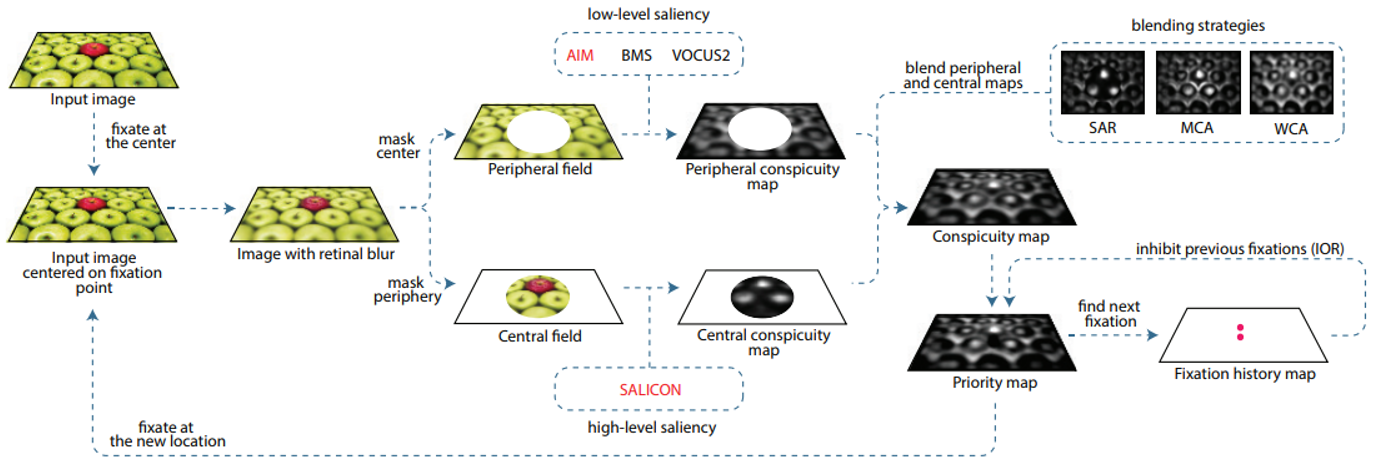 low-level saliency
AIM BMS VOCUS2
blending strategies
SAR MCA WCA
Input image
fixate at
the center
mask
center
Peripheral field
Peripheral conspicuity
map
blend peripheral
and central maps
Input image
centered on fixation
point
Image with retinal blur
mask
periphery
Central field
Central conspicuity
map
SALICON
high-level saliency
Conspicuity map
inhibit previous fixations (IOR)
find next
fixation
Priority map
Fixation history map
fixate at
the new location